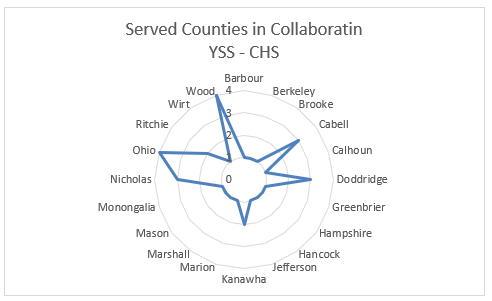 Served Counties in Collaboratin
YSS - CHS
Barbour
Berkeley
Brooke
Cabell
Calhoun
Doddridge
Greenbrier
Hampshire
Hancock
Jefferson
Kanawha
Marion
Marshall
Mason
Monongalia
Nicholas
Ohio
Ritchie
Wirt
Wood
4
3
2
1
0